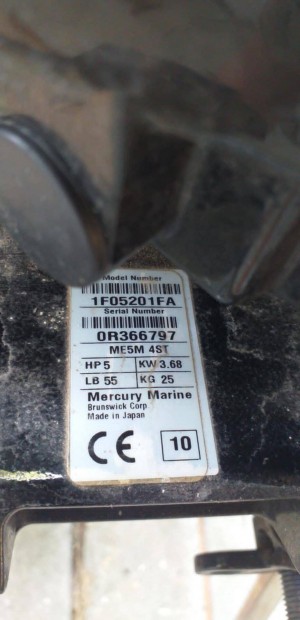 Model Number
1F05201FA
Serial Number
0R366797
ME5M 4ST
HP 5 KW 3.68
LB 55 KG 25
Mercury Marine
Brunswick Corp.
Made in Japan
CE 10